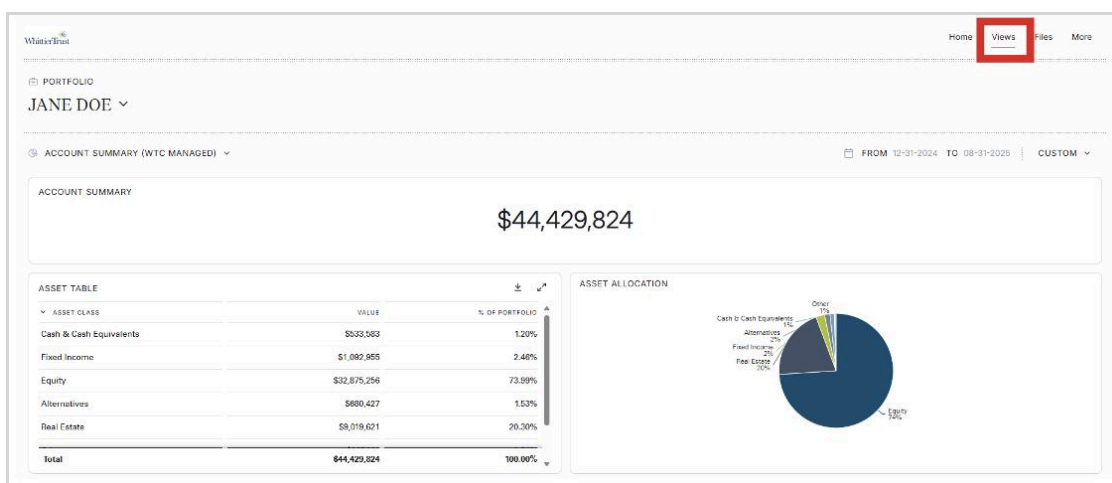 WhittierTrust
Home Views Files More
PORTFOLIO
JANE DOE
ACCOUNT SUMMARY (WTC MANAGED)
FROM 12-31-2024 TO 08-31-2025 CUSTOM
ACCOUNT SUMMARY
$44,429,824
ASSET TABLE
ASSET CLASS VALUE % OF PORTFOLIO
Cash & Cash Equivalents $533,583 1.20%
Fixed Income $1,092,955 2.46%
Equity $32,875,256 73.99%
Alternatives $680,427 1.53%
Real Estate $9,019,621 20.30%
Total $44,429,824 100.00%
ASSET ALLOCATION
Other
1%
Cash & Cash Equivalents
1%
Alternatives
2%
Fixed Income
2%
Real Estate
20%
Equity
74%